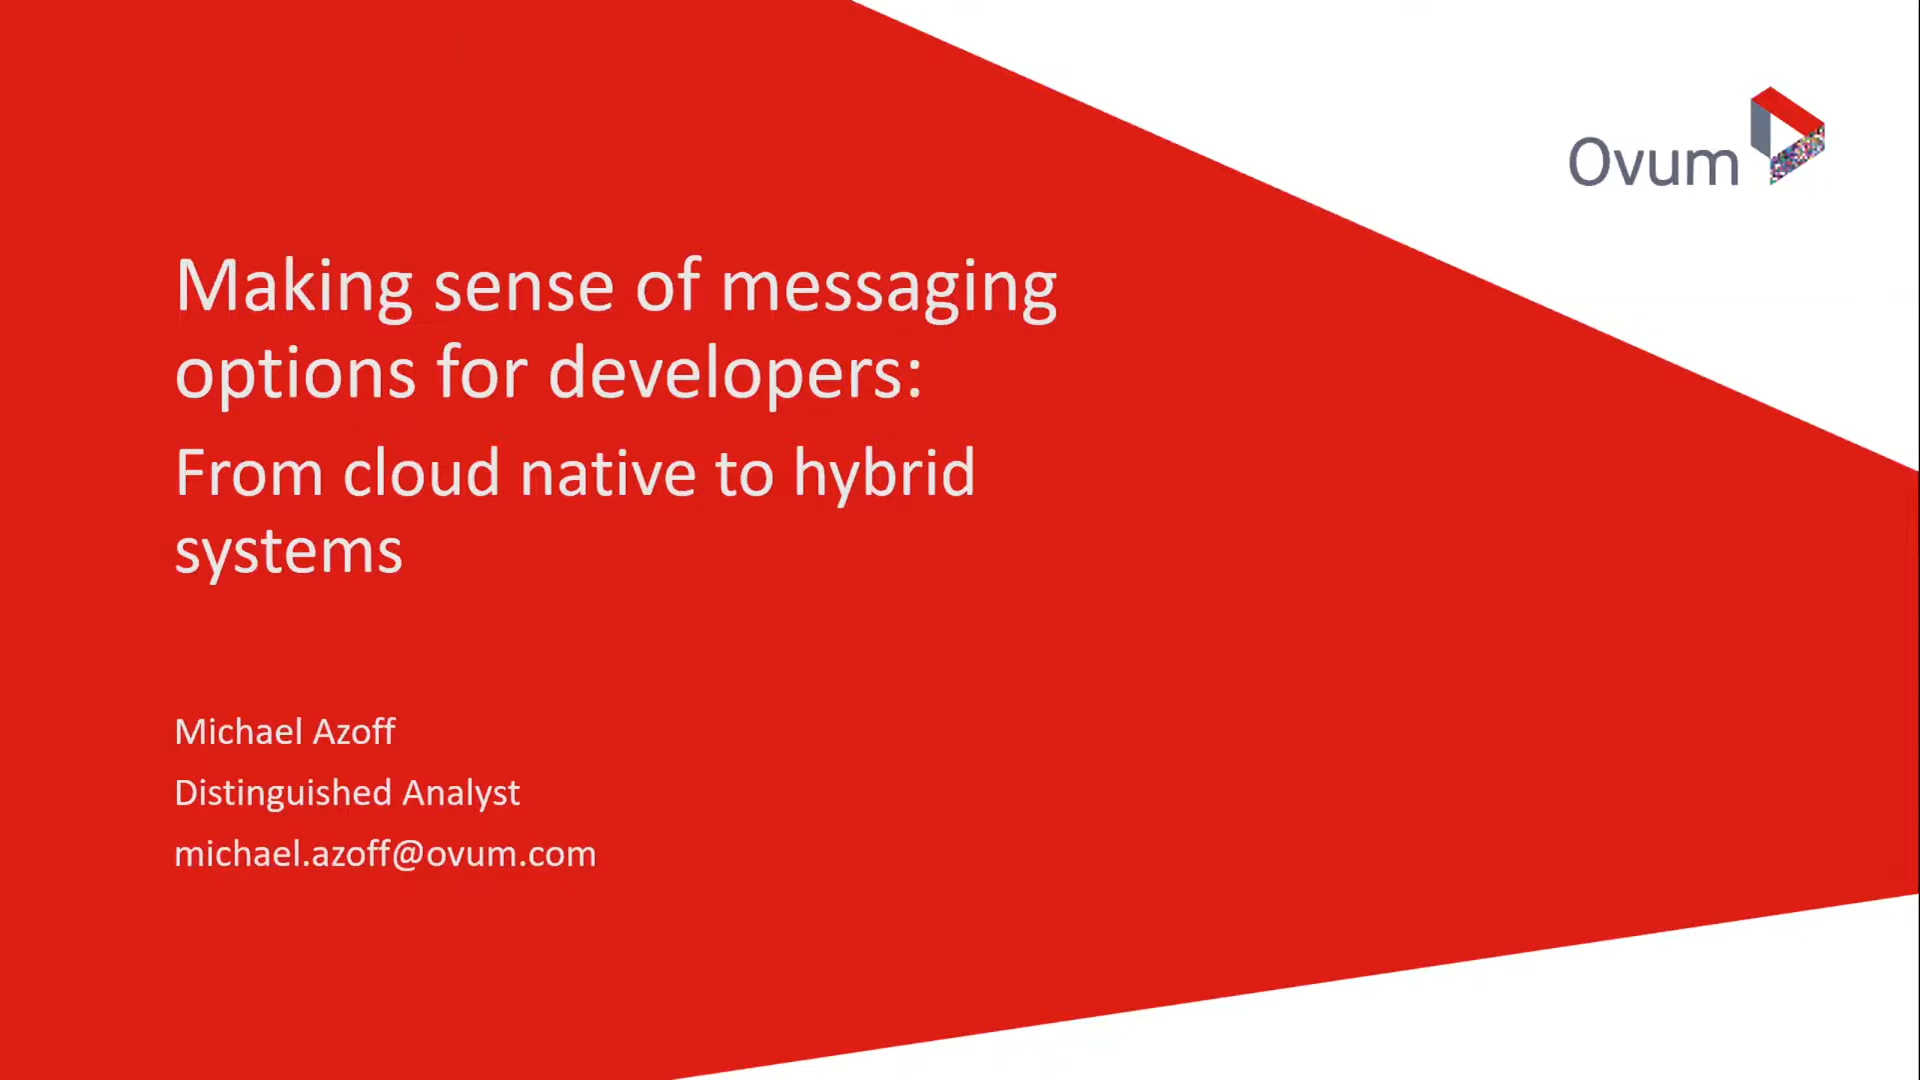 Ovum
Making sense of messaging
options for developers:
From cloud native to hybrid
systems
Michael Azoff
Distinguished Analyst
michael.azoff@ovum.com